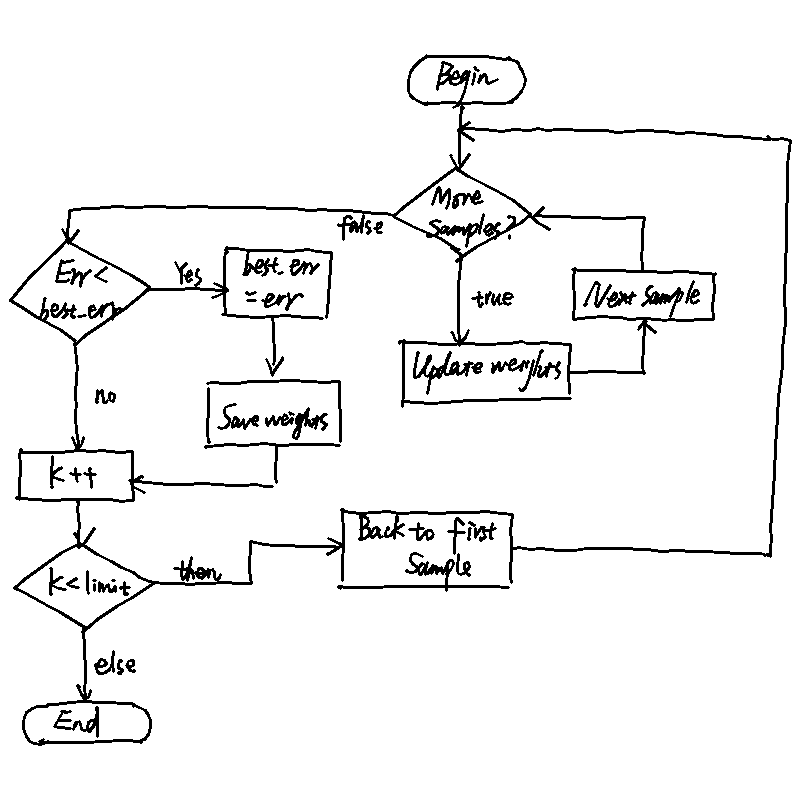 Begin
More
Samples?
false
true
Next Sample
Update weights
Err <
best_err
Yes
best_err
= err
no
Save weights
K++
K < limit
then
Back to first
Sample
else
End